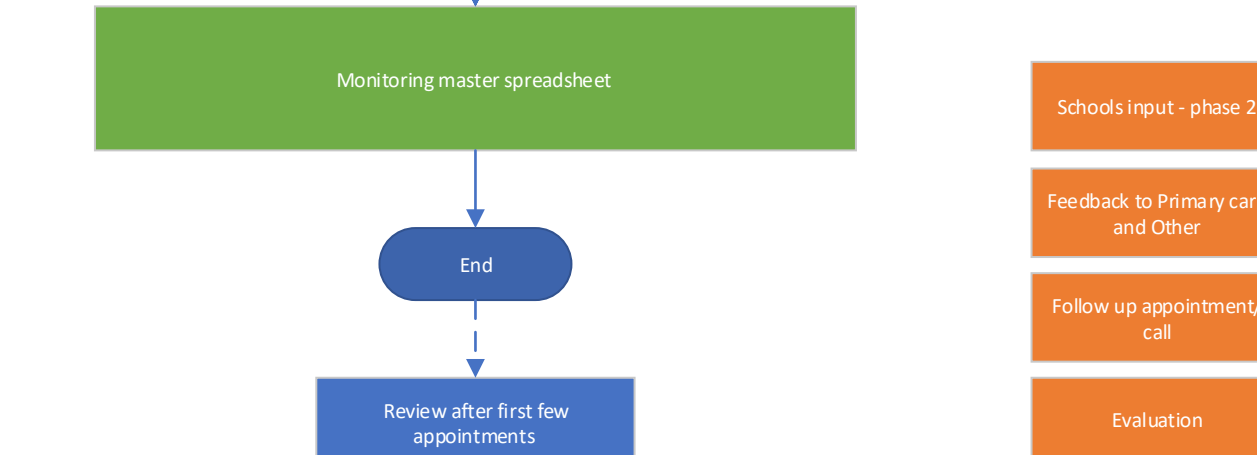 Monitoring master spreadsheet
Schools input - phase 2
Feedback to Primary car
and Other
End
Follow up appointment/
call
Review after first few
appointments
Evaluation